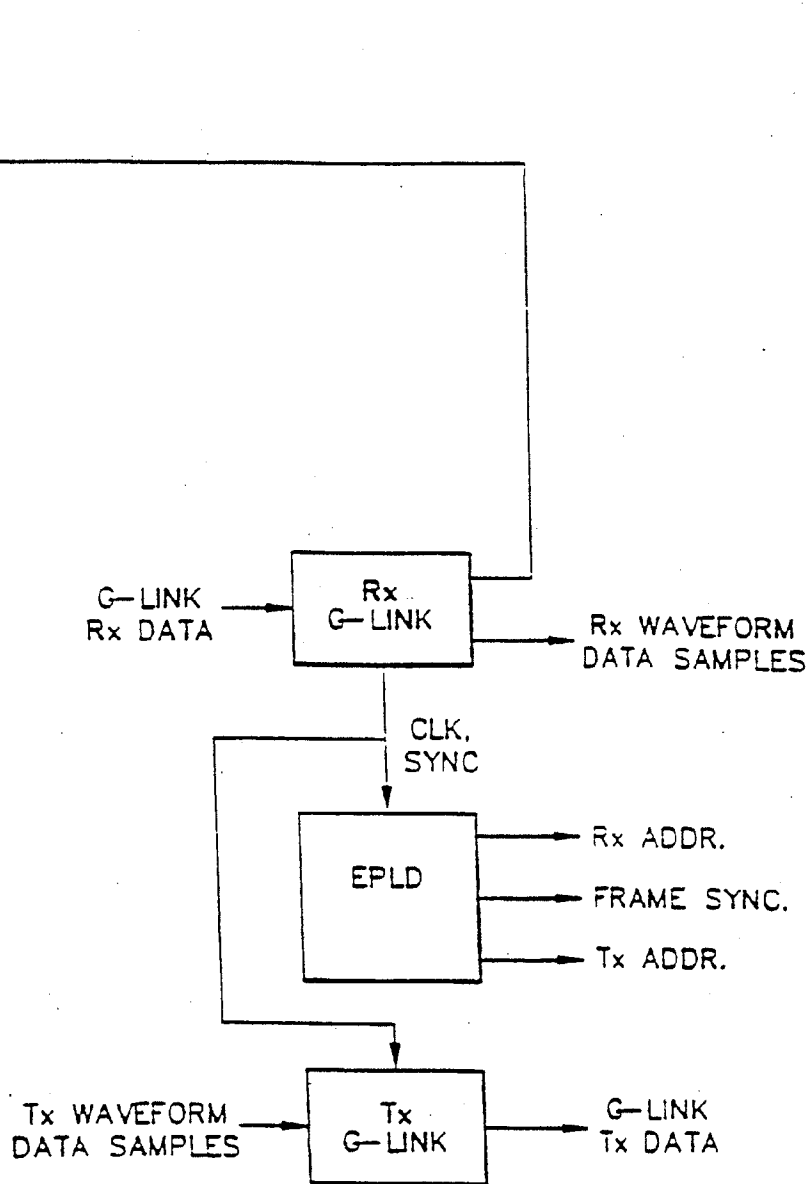 G-LINK
Rx DATA
Rx
G-LINK
Rx WAVEFORM
DATA SAMPLES
CLK,
SYNC
EPLD
Rx ADDR.
FRAME SYNC.
Tx ADDR.
Tx WAVEFORM
DATA SAMPLES
Tx
G-LINK
G-LINK
Tx DATA